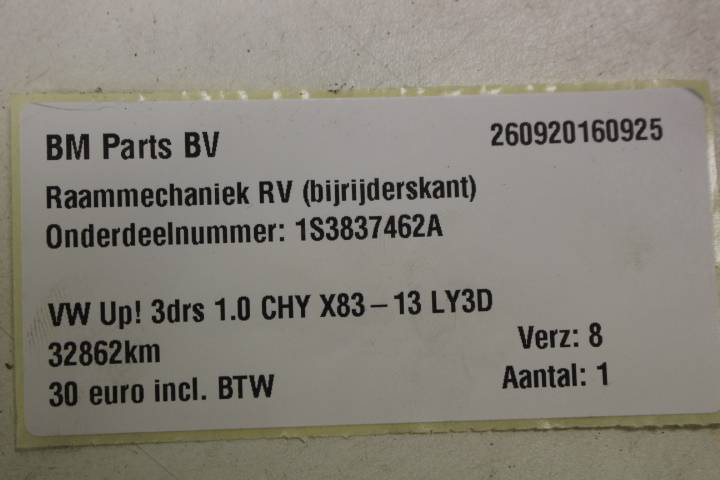 BM Parts BV 260920160925
Raammechaniek RV (bijrijderskant)
Onderdeelnummer: 1S3837462A
VW Up! 3drs 1.0 CHY X83-13 LY3D
32862km Verz: 8
30 euro incl. BTW Aantal: 1